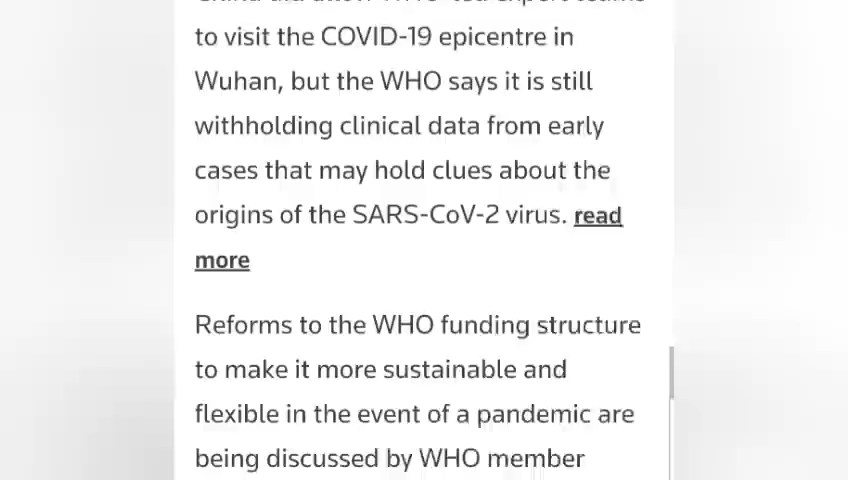 to visit the COVID-19 epicentre in
Wuhan, but the WHO says it is still
withholding clinical data from early
cases that may hold clues about the
origins of the SARS-CoV-2 virus. read
more
Reforms to the WHO funding structure
to make it more sustainable and
flexible in the event of a pandemic are
being discussed by WHO member